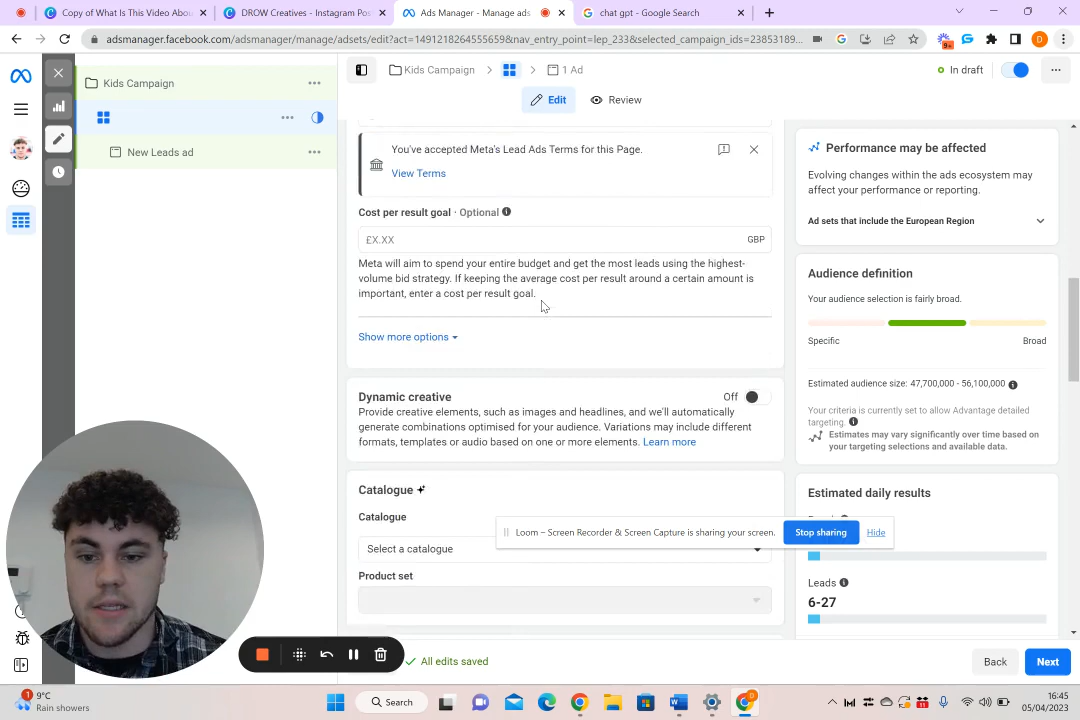 Copy of What Is This Video Abou
DROW Creatives - Instagram Post
Ads Manager - Manage ads
chat gpt - Google Search
adsmanager.facebook.com/adsmanager/manage/adsets/edit?act=1491218264555659&nav_entry_point=lep_233&selected_campaign_ids=23853189...
9+
D
Kids Campaign
New Leads ad
Kids Campaign
1 Ad
In draft
Edit
Review
You've accepted Meta's Lead Ads Terms for this Page.
View Terms
Cost per result goal · Optional
£X.XX
GBP
Meta will aim to spend your entire budget and get the most leads using the highest-
volume bid strategy. If keeping the average cost per result around a certain amount is
important, enter a cost per result goal.
Show more options
Dynamic creative
Off
Provide creative elements, such as images and headlines, and we'll automatically
generate combinations optimised for your audience. Variations may include different
formats, templates or audio based on one or more elements. Learn more
Catalogue
Catalogue
Select a catalogue
Product set
Performance may be affected
Evolving changes within the ads ecosystem may
affect your performance or reporting.
Ad sets that include the European Region
Audience definition
Your audience selection is fairly broad.
Specific
Broad
Estimated audience size: 47,700,000 - 56,100,000
Your criteria is currently set to allow Advantage detailed
targeting.
Estimates may vary significantly over time based on
your targeting selections and available data.
Estimated daily results
Loom – Screen Recorder & Screen Capture is sharing your screen.
Stop sharing
Hide
Leads
6-27
All edits saved
Back
Next
1
9°C
Rain showers
Search
16:45
05/04/2023